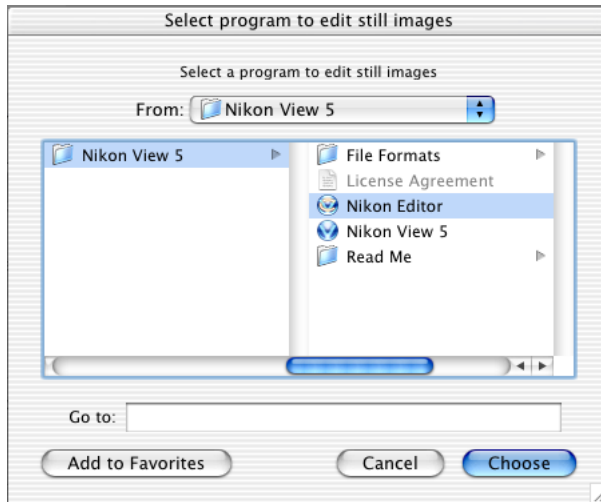 Select program to edit still images
Select a program to edit still images
From: Nikon View 5
Nikon View 5
File Formats
License Agreement
Nikon Editor
Nikon View 5
Read Me
Go to:
Add to Favorites
Cancel
Choose